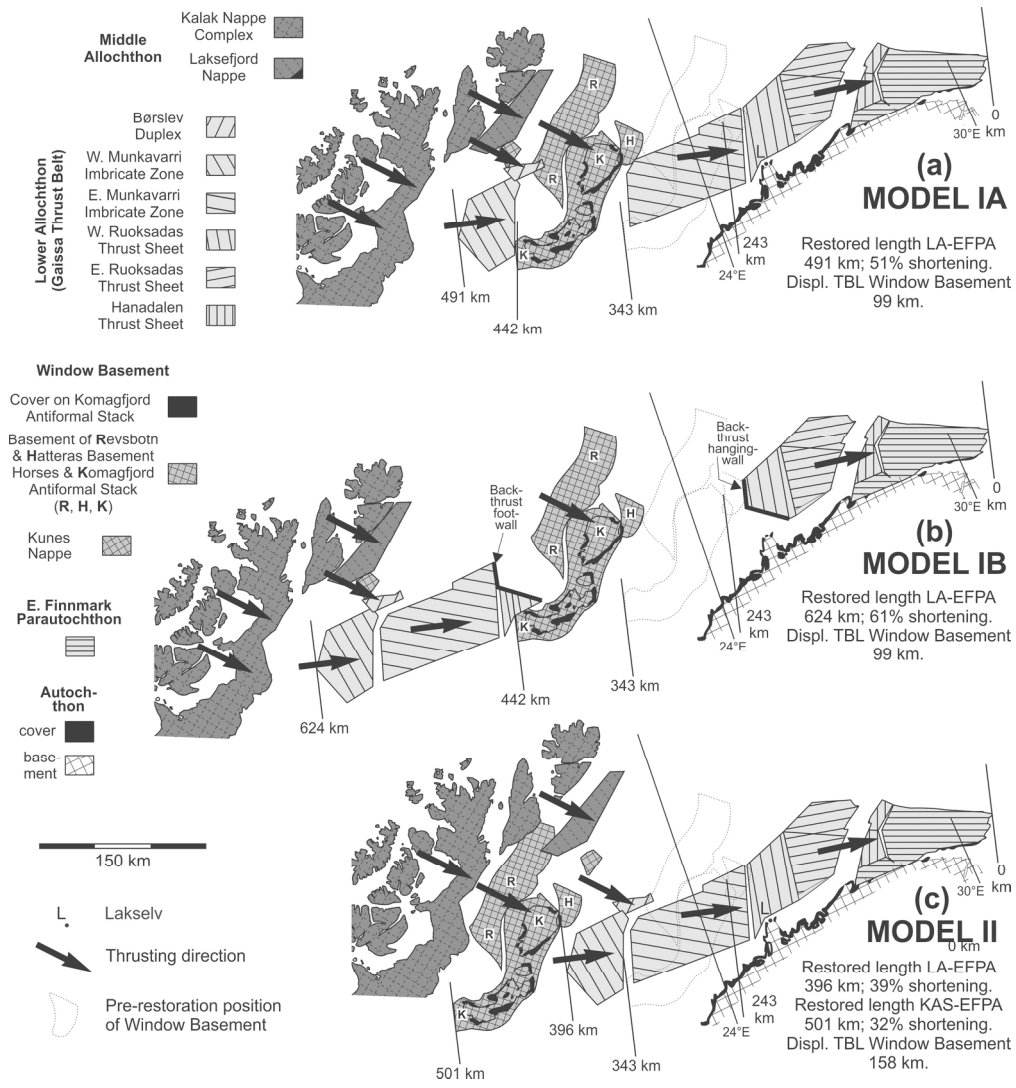 Middle
Allochthon
Kalak Nappe
Complex
Laksefjord
Nappe
Lower Allochthon
(Gaissa Thrust Belt)
Børslev
Duplex
W. Munkavarri
Imbricate Zone
E. Munkavarri
Imbricate Zone
W. Ruoksadas
Thrust Sheet
E. Ruoksadas
Thrust Sheet
Hanadalen
Thrust Sheet
Window Basement
Cover on Komagfjord
Antiformal Stack
Basement of Revsbotn
& Hatteras Basement
Horses & Komagfjord
Antiformal Stack
(R, H, K)
Kunes
Nappe
E. Finnmark
Parautochthon
Autoch-
thon
cover
base-
ment
150 km
L
Lakselv
Thrusting direction
Pre-restoration position
of Window Basement
R
H
K
R
K
L
0
km
30°E
24°E
243
km
343 km
491 km
442 km
(a)
MODEL IA
Restored length LA-EFPA
491 km; 51% shortening.
Displ. TBL Window Basement
99 km.
Back-
thrust
hanging-
wall
Back-
thrust
foot-
wall
R
H
K
R
K
0
km
30°E
24°E
243
km
343 km
442 km
624 km
(b)
MODEL IB
Restored length LA-EFPA
624 km; 61% shortening.
Displ. TBL Window Basement
99 km.
R
H
K
R
K
L
0
km
30°E
24°E
243
km
343 km
396 km
501 km
(c)
MODEL II
0 km
Restored length LA-EFPA
396 km; 39% shortening.
Restored length KAS-EFPA
501 km; 32% shortening.
Displ. TBL Window Basement
158 km.